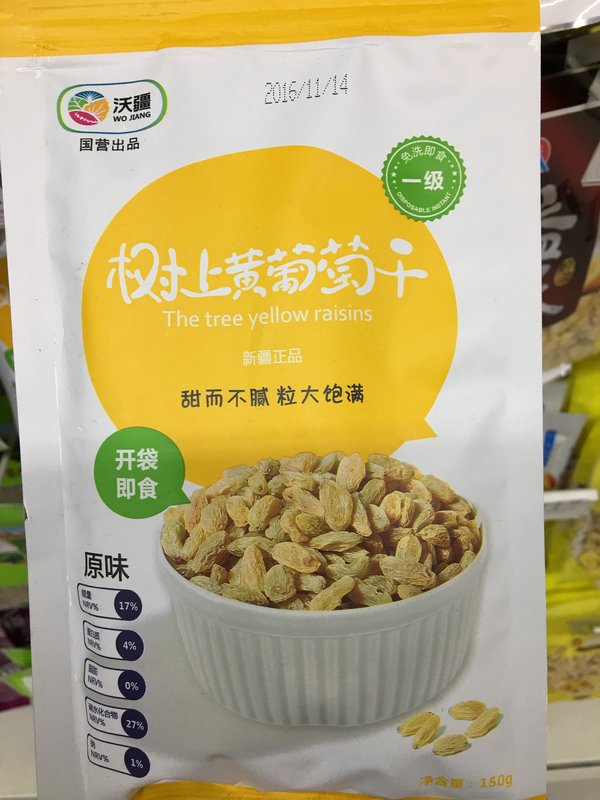 2016/11/14
沃疆
WO JIANG
国营出品
免洗即食
一级
DISPOSABLE INSTANT
树上黄葡萄干
The tree yellow raisins
新疆正品
甜而不腻 粒大饱满
开袋
即食
原味
能量
NRV% 17%
蛋白质
NRV% 4%
脂肪
NRV% 0%
碳水化合物
NRV% 27%
钠
NRV% 1%
净含量：150g